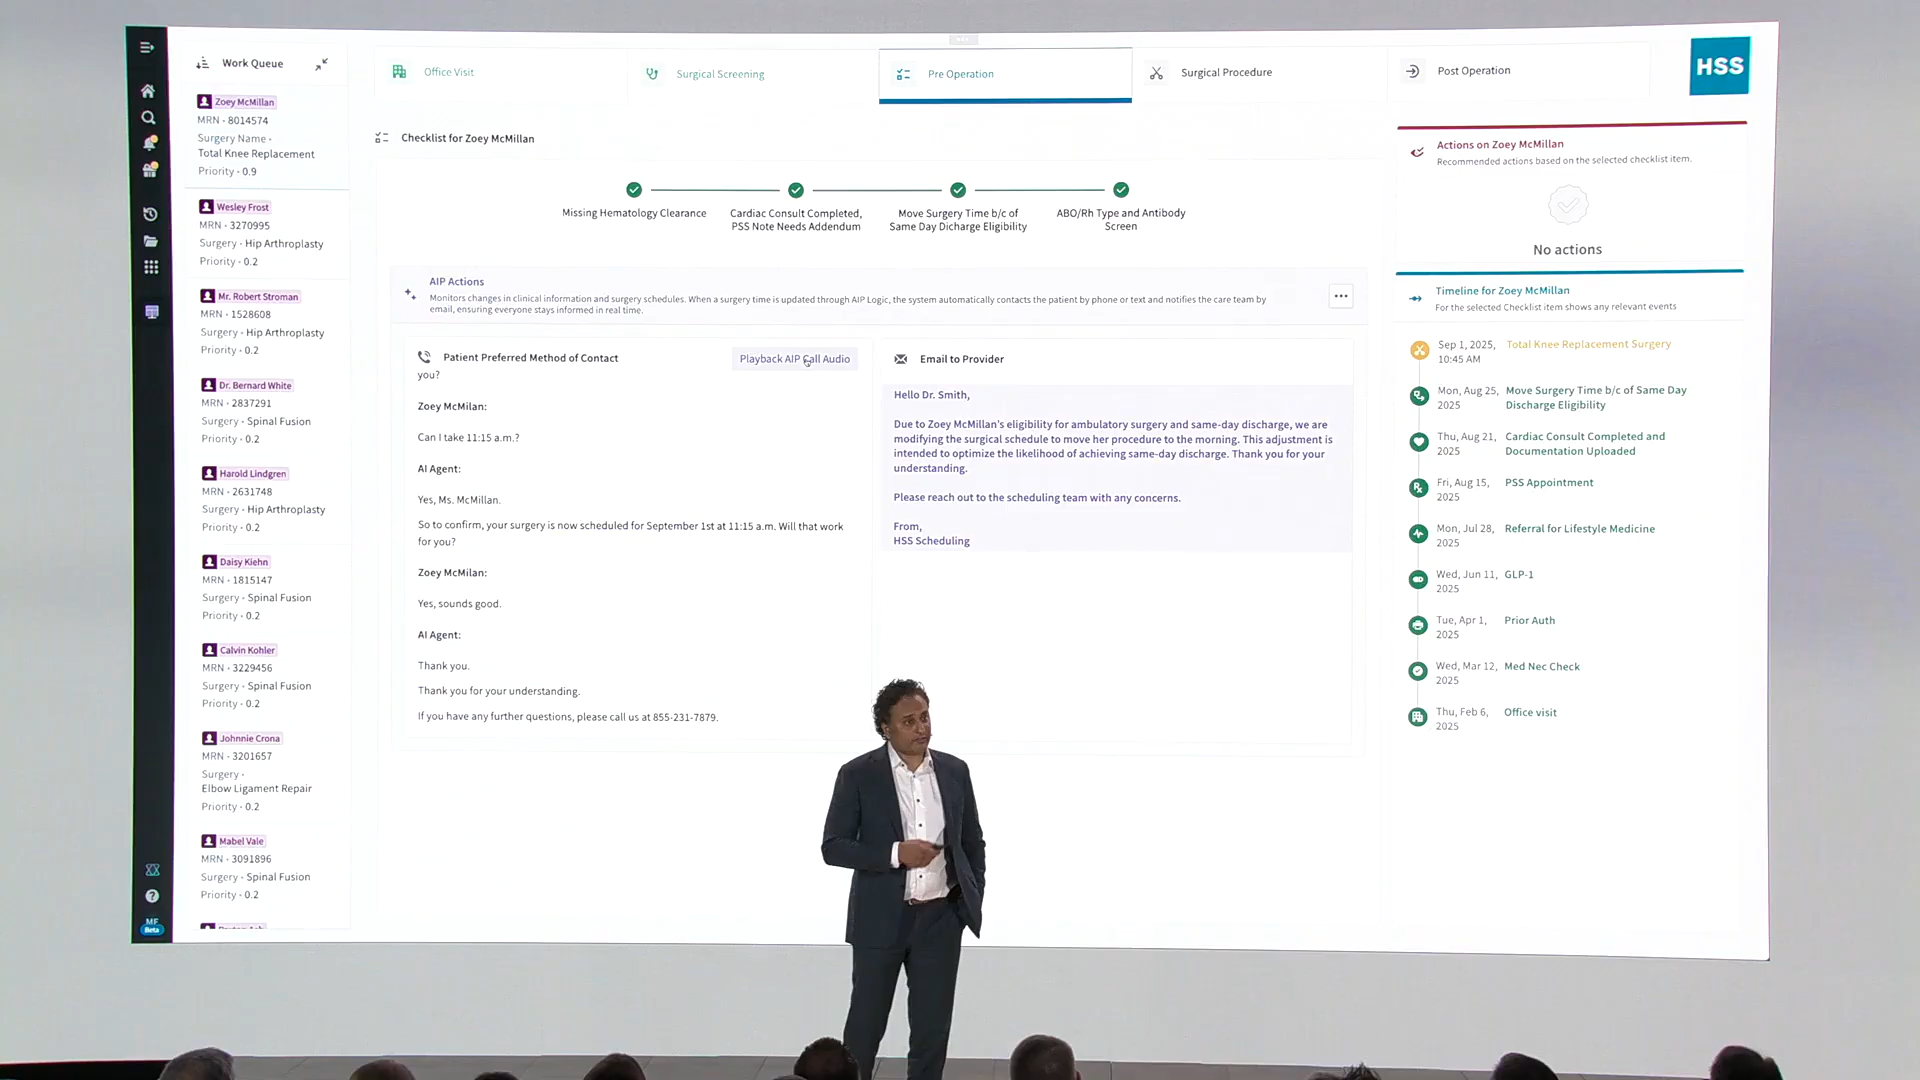 Work Queue
Zoey McMillan
MRN - 8014574
Surgery Name -
Total Knee Replacement
Priority - 0.9
Wesley Frost
MRN - 3270995
Surgery - Hip Arthroplasty
Priority - 0.2
Mr. Robert Stroman
MRN - 1528608
Surgery - Hip Arthroplasty
Priority - 0.2
Dr. Bernard White
MRN - 2837291
Surgery - Spinal Fusion
Priority - 0.2
Harold Lindgren
MRN - 2631748
Surgery - Hip Arthroplasty
Priority - 0.2
Daisy Kiehn
MRN - 1815147
Surgery - Spinal Fusion
Priority - 0.2
Calvin Kohler
MRN - 3229456
Surgery - Spinal Fusion
Priority - 0.2
Johnnie Crona
MRN - 3201657
Surgery -
Elbow Ligament Repair
Priority - 0.2
Mabel Vale
MRN - 3091896
Surgery - Spinal Fusion
Priority - 0.2
Beta
Office Visit
Surgical Screening
Pre Operation
Surgical Procedure
Post Operation
HSS
Checklist for Zoey McMillan
Missing Hematology Clearance
Cardiac Consult Completed,
PSS Note Needs Addendum
Move Surgery Time b/c of
Same Day Dicharge Eligibility
ABO/Rh Type and Antibody
Screen
AIP Actions
Monitors changes in clinical information and surgery schedules. When a surgery time is updated through AIP Logic, the system automatically contacts the patient by phone or text and notifies the care team by
email, ensuring everyone stays informed in real time.
Patient Preferred Method of Contact
Playback AIP Call Audio
you?
Zoey McMilan:
Can I take 11:15 a.m.?
AI Agent:
Yes, Ms. McMillan.
So to confirm, your surgery is now scheduled for September 1st at 11:15 a.m. Will that work
for you?
Zoey McMilan:
Yes, sounds good.
AI Agent:
Thank you.
Thank you for your understanding.
If you have any further questions, please call us at 855-231-7879.
Email to Provider
Hello Dr. Smith,
Due to Zoey McMillan's eligibility for ambulatory surgery and same-day discharge, we are
modifying the surgical schedule to move her procedure to the morning. This adjustment is
intended to optimize the likelihood of achieving same-day discharge. Thank you for your
understanding.
Please reach out to the scheduling team with any concerns.
From,
HSS Scheduling
Actions on Zoey McMillan
Recommended actions based on the selected checklist item.
No actions
Timeline for Zoey McMillan
For the selected Checklist item shows any relevant events
Sep 1, 2025, Total Knee Replacement Surgery
10:45 AM
Mon, Aug 25, Move Surgery Time b/c of Same Day
2025 Discharge Eligibility
Thu, Aug 21, Cardiac Consult Completed and
2025 Documentation Uploaded
Fri, Aug 15, PSS Appointment
2025
Mon, Jul 28, Referral for Lifestyle Medicine
2025
Wed, Jun 11, GLP-1
2025
Tue, Apr 1, Prior Auth
2025
Wed, Mar 12, Med Nec Check
2025
Thu, Feb 6, Office visit
2025